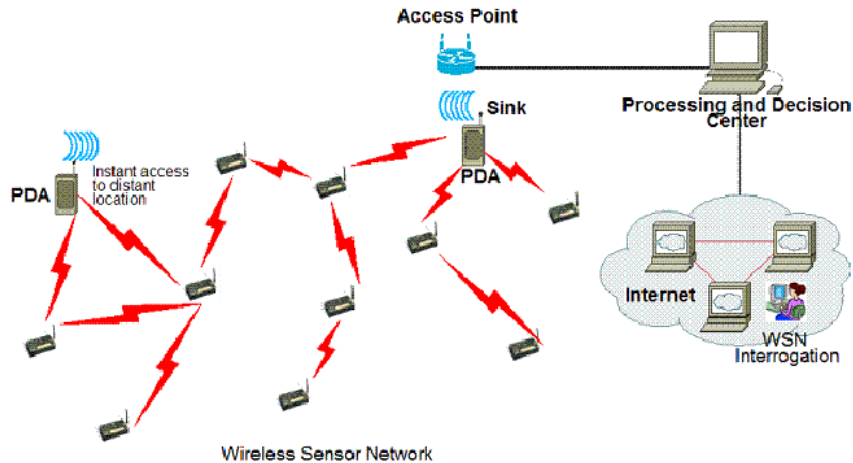 Access Point
Sink
Processing and Decision
Center
Instant access
to distant
location
PDA
PDA
Internet
WSN
Interrogation
Wireless Sensor Network